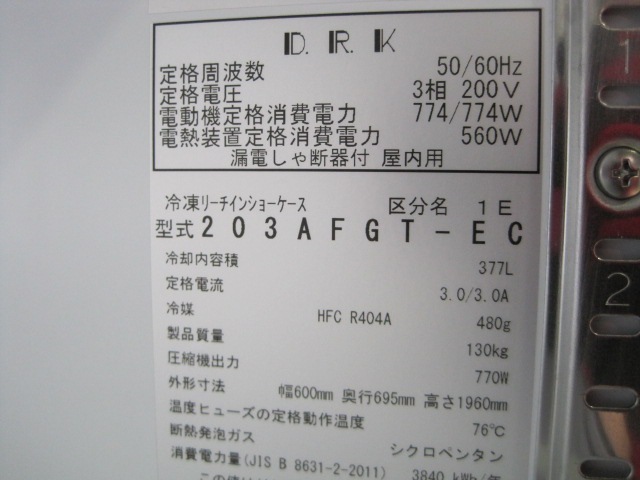 D. R. K
定格周波数 50/60Hz
定格電圧 3相 200V
電動機定格消費電力 774/774W
電熱装置定格消費電力 560W
漏電しゃ断器付 屋内用
冷凍リーチインショーケース 区分名 1E
型式 203AFGT-EC
冷却内容積 377L
定格電流 3.0/3.0A
冷媒 HFC R404A 480g
製品質量 130kg
圧縮機出力 770W
外形寸法 幅600mm 奥行695mm 高さ1960mm
温度ヒューズの定格動作温度 76℃
断熱発泡ガス シクロペンタン
消費電力量(JIS B 8631-2-2011) 3840 kWh/年
この値は
1
2